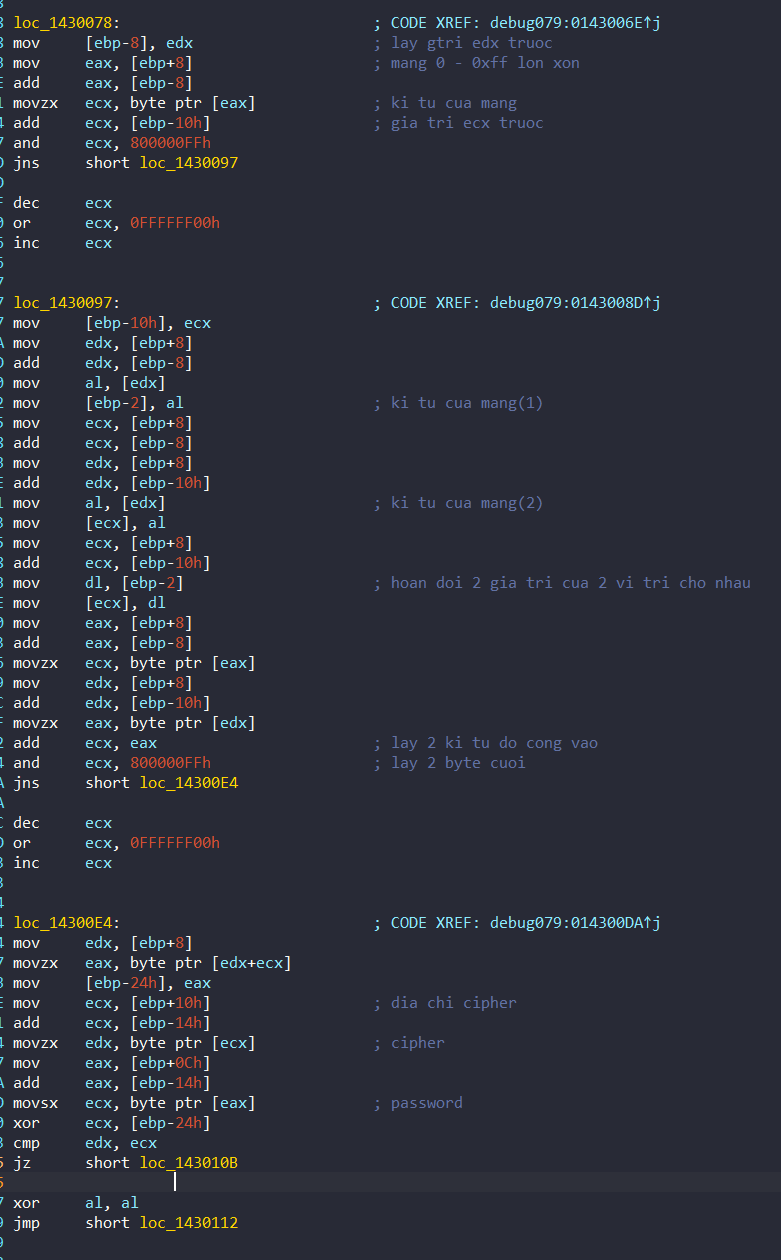 loc_1430078: ; CODE XREF: debug079:0143006E↑j
mov [ebp-8], edx ; lay gtri edx truoc
mov eax, [ebp+8] ; mang 0 - 0xff lon xon
add eax, [ebp-8]
movzx ecx, byte ptr [eax] ; ki tu cua mang
add ecx, [ebp-10h] ; gia tri ecx truoc
and ecx, 800000FFh
jns short loc_1430097
dec ecx
or ecx, 0FFFFFF00h
inc ecx
loc_1430097: ; CODE XREF: debug079:0143008D↑j
mov [ebp-10h], ecx
mov edx, [ebp+8]
add edx, [ebp-8]
mov al, [edx]
mov [ebp-2], al ; ki tu cua mang(1)
mov ecx, [ebp+8]
add ecx, [ebp-8]
mov edx, [ebp+8]
add edx, [ebp-10h]
mov al, [edx] ; ki tu cua mang(2)
mov [ecx], al
mov ecx, [ebp+8]
add ecx, [ebp-10h]
mov dl, [ebp-2] ; hoan doi 2 gia tri cua 2 vi tri cho nhau
mov [ecx], dl
mov eax, [ebp+8]
add eax, [ebp-8]
movzx ecx, byte ptr [eax]
mov edx, [ebp+8]
add edx, [ebp-10h]
movzx eax, byte ptr [edx]
add ecx, eax ; lay 2 ki tu do cong vao
and ecx, 800000FFh ; lay 2 byte cuoi
jns short loc_14300E4
dec ecx
or ecx, 0FFFFFF00h
inc ecx
loc_14300E4: ; CODE XREF: debug079:014300DA↑j
mov edx, [ebp+8]
movzx eax, byte ptr [edx+ecx]
mov [ebp-24h], eax
mov ecx, [ebp+10h] ; dia chi cipher
add ecx, [ebp-14h]
movzx edx, byte ptr [ecx] ; cipher
mov eax, [ebp+0Ch]
add eax, [ebp-14h]
movsx ecx, byte ptr [eax] ; password
xor ecx, [ebp-24h]
cmp edx, ecx
jz short loc_143010B
xor al, al
jmp short loc_1430112